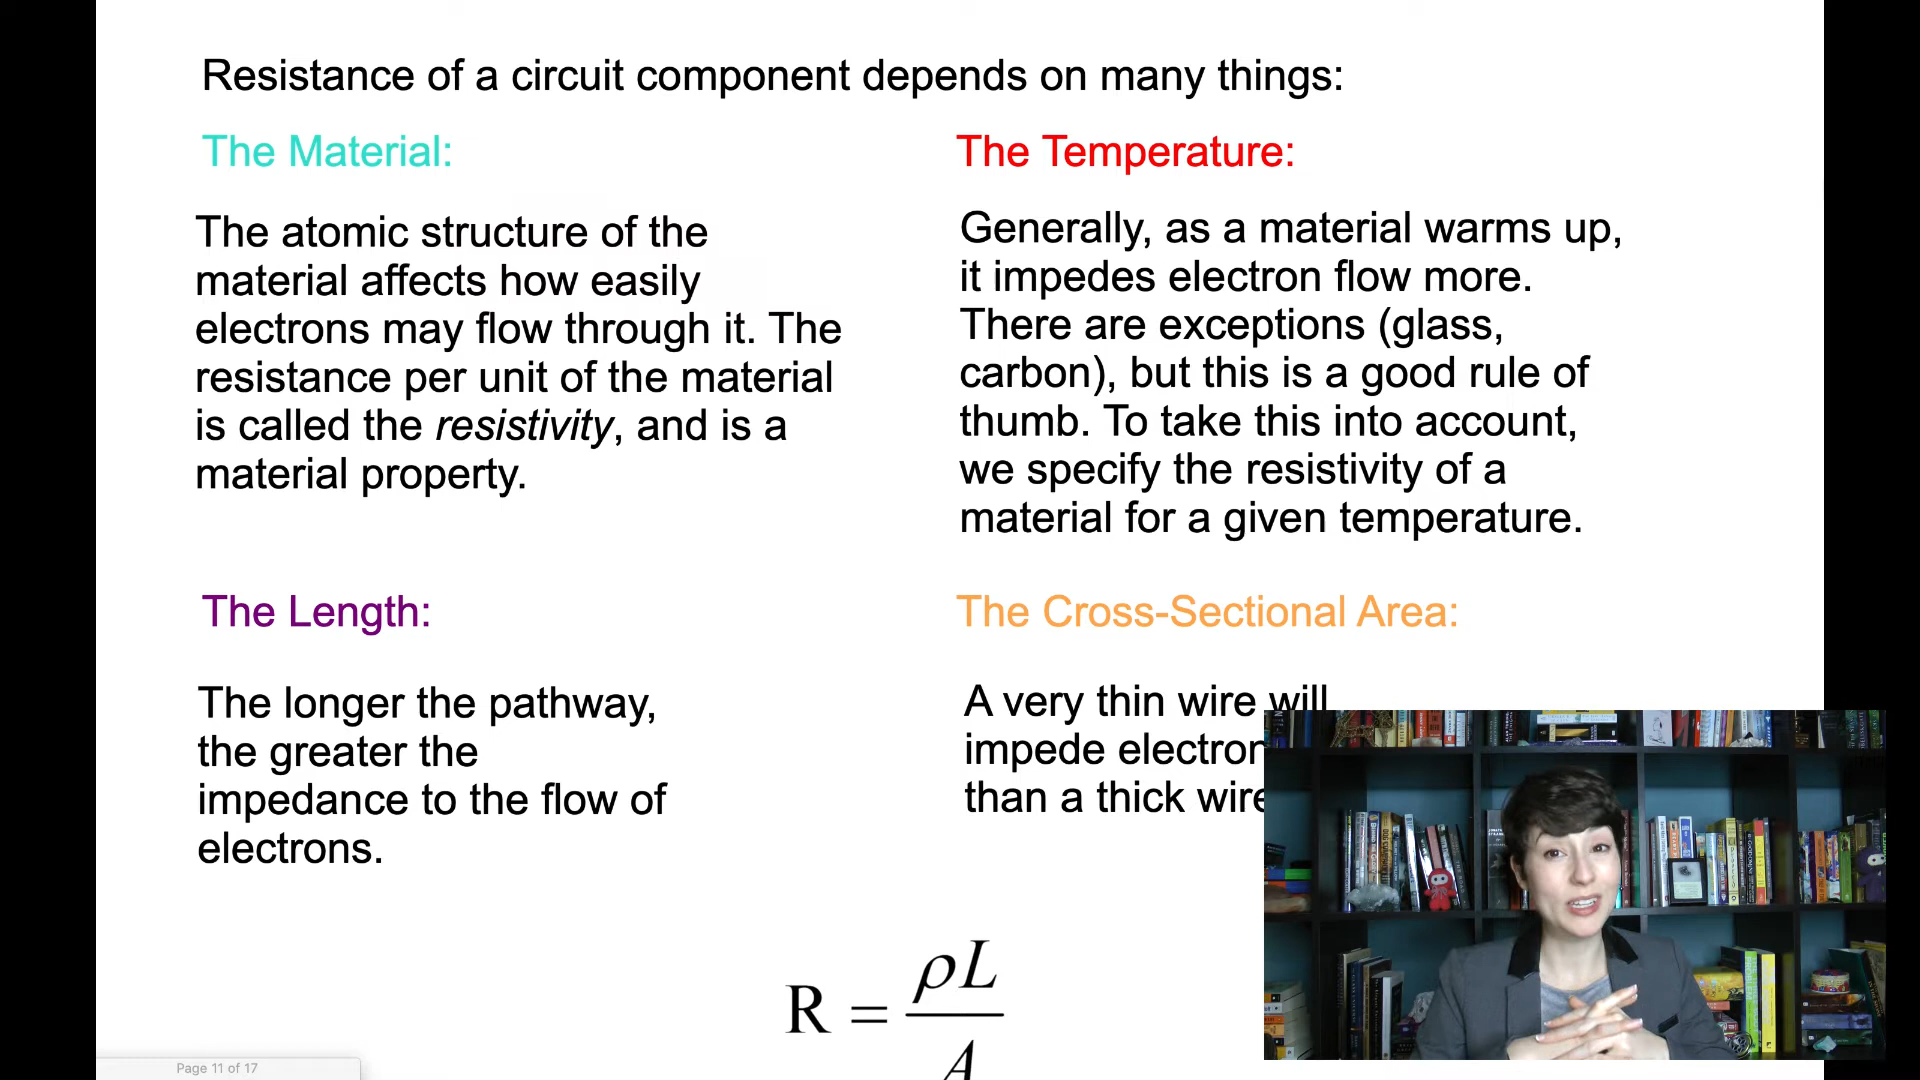 Resistance of a circuit component depends on many things:
The Material:
The atomic structure of the
material affects how easily
electrons may flow through it. The
resistance per unit of the material
is called the resistivity, and is a
material property.
The Temperature:
Generally, as a material warms up,
it impedes electron flow more.
There are exceptions (glass,
carbon), but this is a good rule of
thumb. To take this into account,
we specify the resistivity of a
material for a given temperature.
The Length:
The longer the pathway,
the greater the
impedance to the flow of
electrons.
The Cross-Sectional Area:
A very thin wire will
impede electron
than a thick wire
R = ρL / A
Page 11 of 17